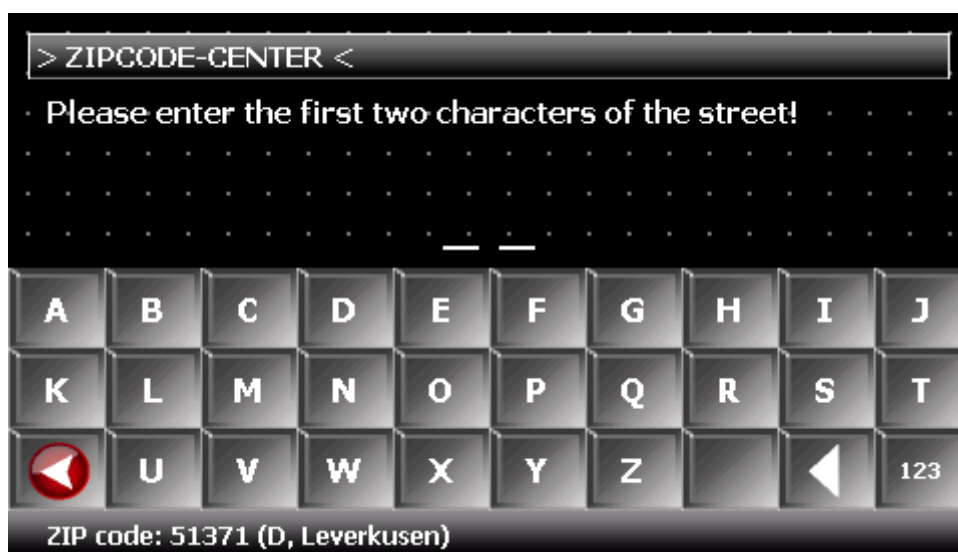 > ZIPCODE-CENTER <
Please enter the first two characters of the street!
_ _
A B C D E F G H I J
K L M N O P Q R S T
U V W X Y Z 123
ZIP code: 51371 (D, Leverkusen)